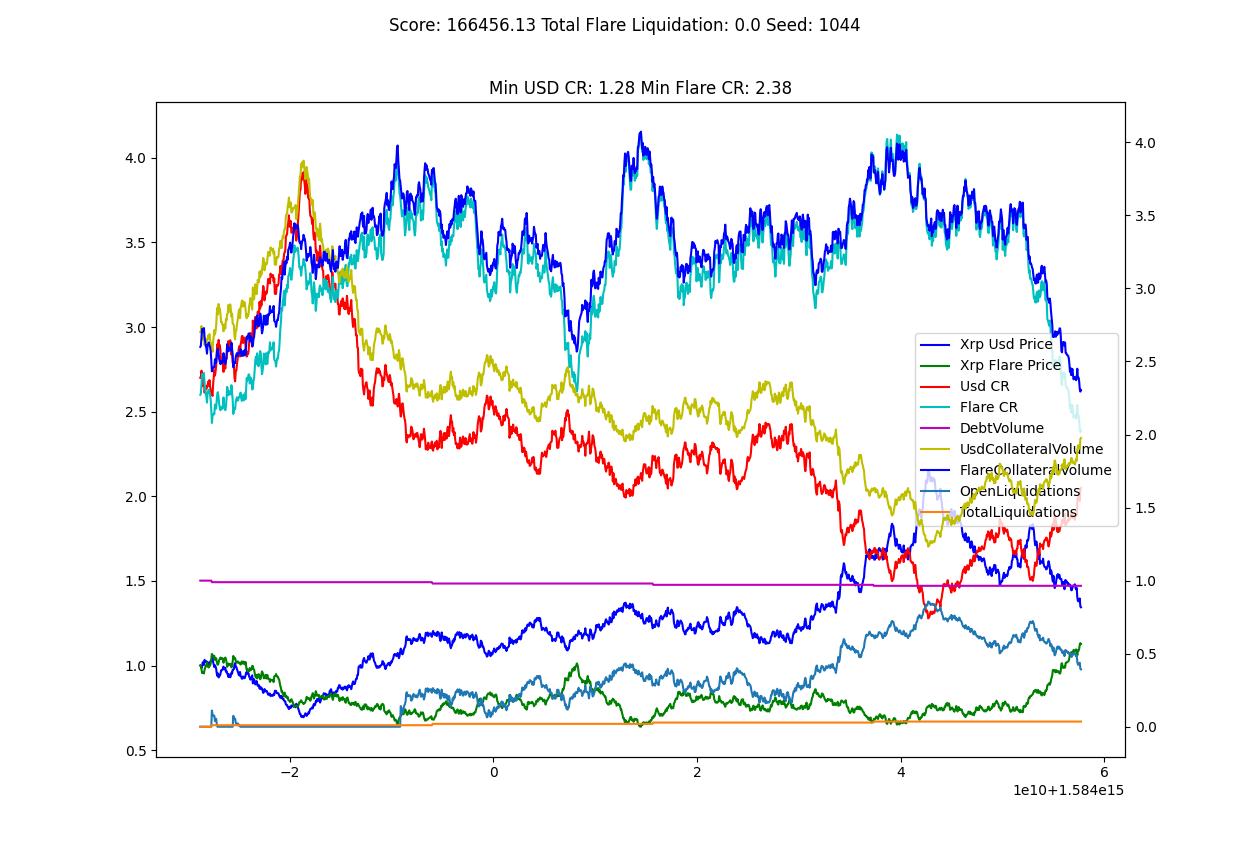 Score: 166456.13 Total Flare Liquidation: 0.0 Seed: 1044
Min USD CR: 1.28 Min Flare CR: 2.38
4.0
3.5
3.0
2.5
2.0
1.5
1.0
0.5
4.0
3.5
3.0
2.5
2.0
1.5
1.0
0.5
0.0
Xrp Usd Price
Xrp Flare Price
Usd CR
Flare CR
DebtVolume
UsdCollateralVolume
FlareCollateralVolume
OpenLiquidations
TotalLiquidations
−2 0 2 4 6
1e10+1.584e15